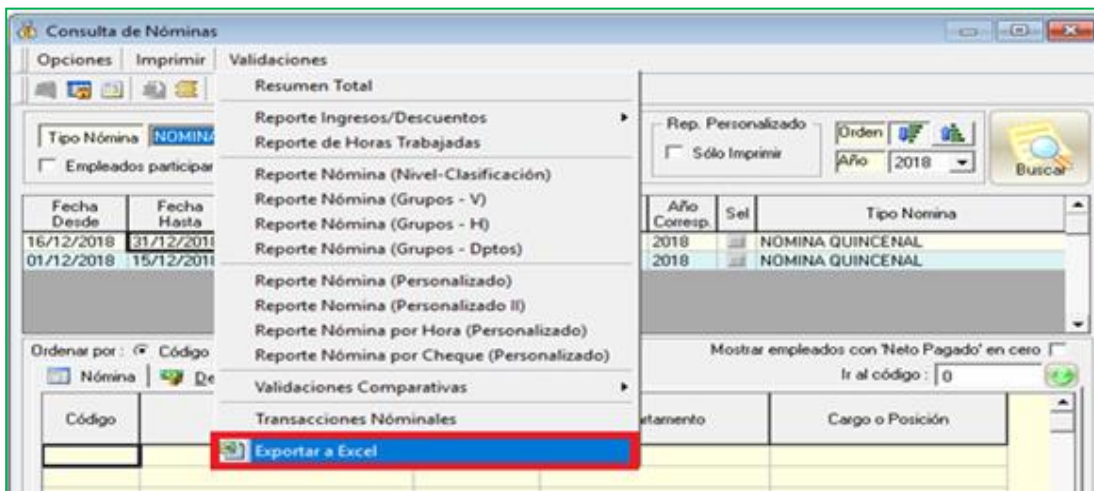 Consulta de Nóminas
Opciones Imprimir Validaciones
Resumen Total
Reporte Ingresos/Descuentos
Reporte de Horas Trabajadas
Reporte Nómina (Nivel-Clasificación)
Reporte Nómina (Grupos - V)
Reporte Nómina (Grupos - H)
Reporte Nómina (Grupos - Dptos)
Reporte Nómina (Personalizado)
Reporte Nomina (Personalizado II)
Reporte Nómina por Hora (Personalizado)
Reporte Nómina por Cheque (Personalizado)
Validaciones Comparativas
Transacciones Nóminales
Exportar a Excel
Tipo Nómina NOMINA
Empleados participar
Rep. Personalizado
Sólo Imprimir
Orden
Año 2018
Buscar
Fecha Desde Fecha Hasta Año Corresp. Sel Tipo Nomina
16/12/2018 31/12/2018 2018 NOMINA QUINCENAL
01/12/2018 15/12/2018 2018 NOMINA QUINCENAL
Ordenar por : Código
Mostrar empleados con 'Neto Pagado' en cero
Nómina De
Ir al código : 0
Código rtamento Cargo o Posición